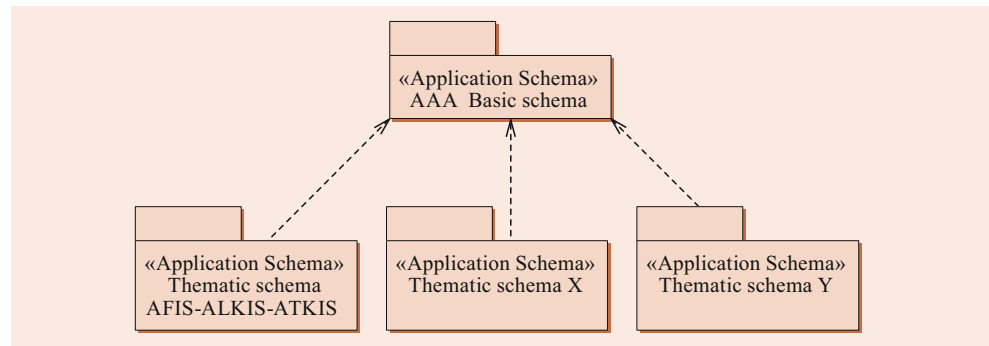 «Application Schema»
AAA Basic schema
«Application Schema»
Thematic schema
AFIS-ALKIS-ATKIS
«Application Schema»
Thematic schema X
«Application Schema»
Thematic schema Y